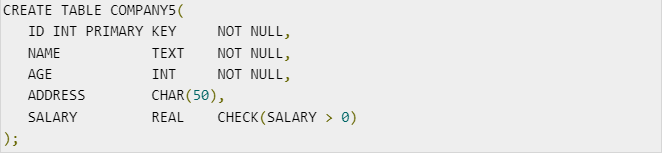 CREATE TABLE COMPANY5(
   ID INT PRIMARY KEY     NOT NULL,
   NAME           TEXT    NOT NULL,
   AGE            INT     NOT NULL,
   ADDRESS        CHAR(50),
   SALARY         REAL    CHECK(SALARY > 0)
);